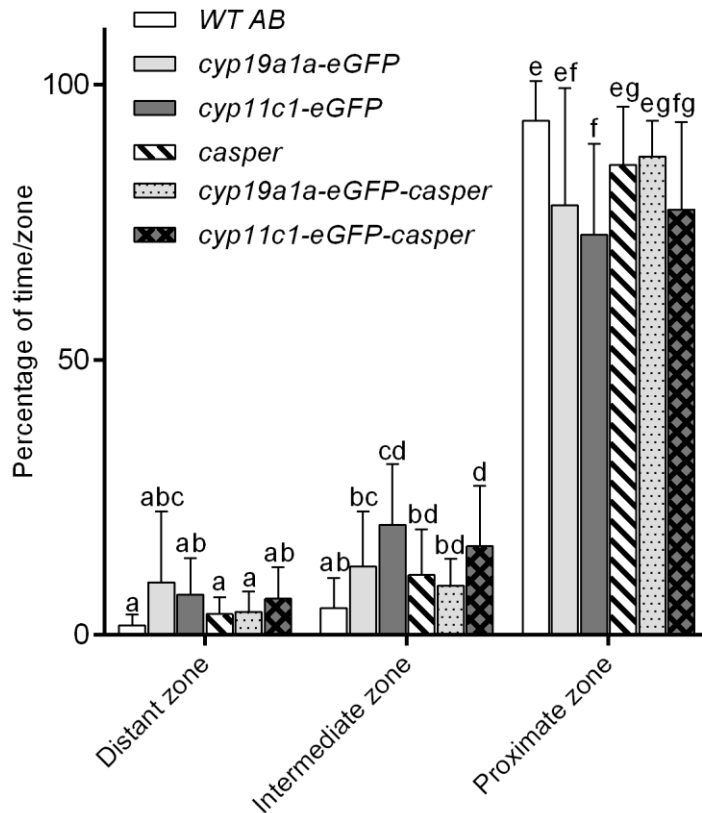 WT AB
cyp19a1a-eGFP
cyp11c1-eGFP
casper
cyp19a1a-eGFP-casper
cyp11c1-eGFP-casper
Percentage of time/zone
100
50
0
a
abc
ab
a
a
ab
ab
bc
cd
bd
bd
d
e
ef
f
eg
eg
fg
Distant zone
Intermediate zone
Proximate zone